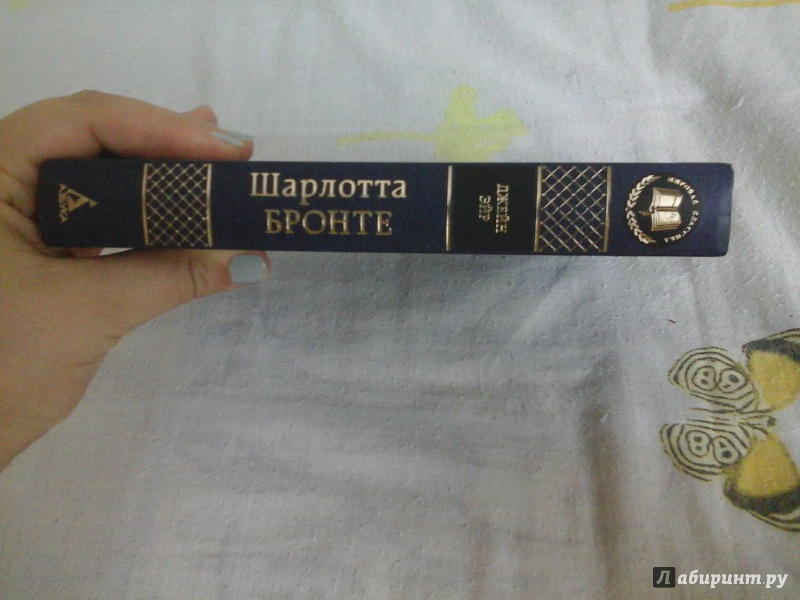 АЗБУКА
Шарлотта
БРОНТЕ
ДЖЕЙН
ЭЙР
МИРОВАЯ КЛАССИКА
Лабиринт.ру